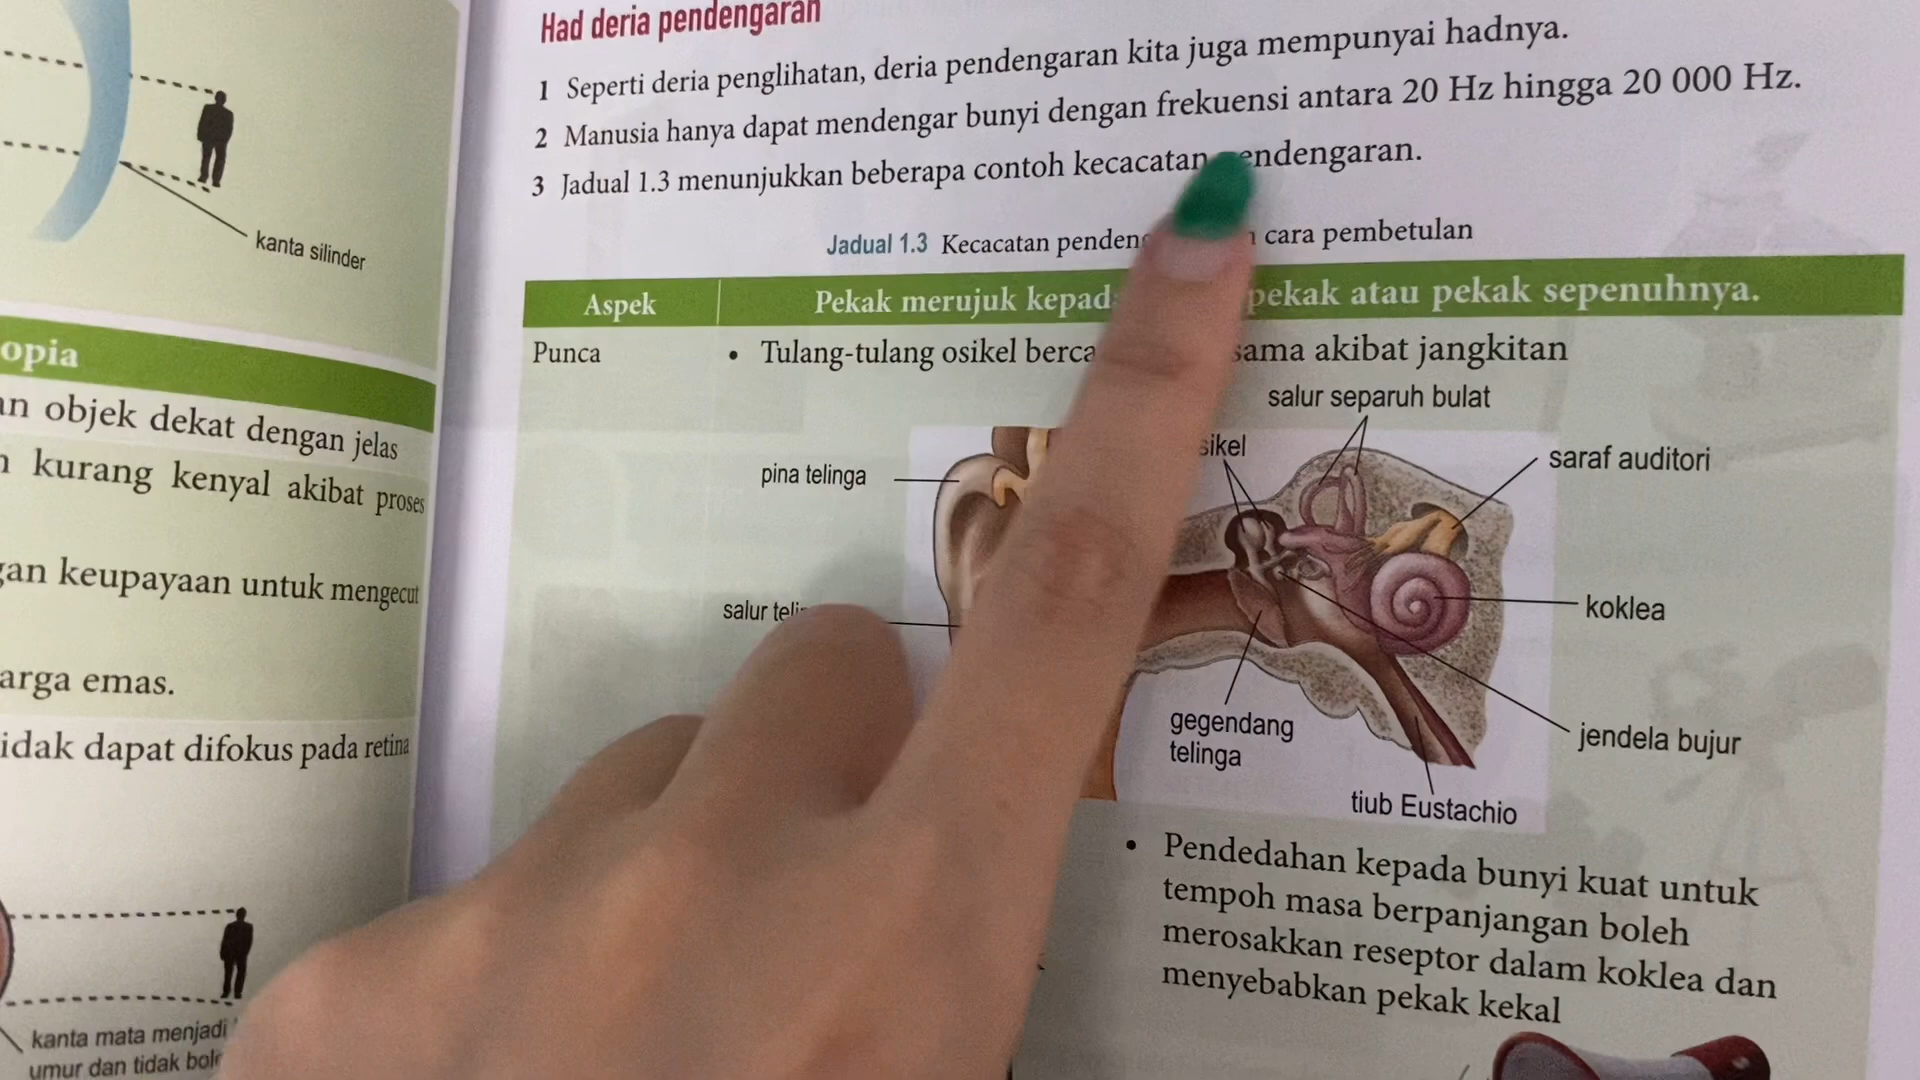 kanta silinder
opia
an objek dekat dengan jelas
kurang kenyal akibat proses
gan keupayaan untuk mengecut
arga emas.
idak dapat difokus pada retina
kanta mata menjadi
umur dan tidak
Had deria pendengaran
1 Seperti deria penglihatan, deria pendengaran kita juga mempunyai hadnya.
2 Manusia hanya dapat mendengar bunyi dengan frekuensi antara 20 Hz hingga 20 000 Hz.
3 Jadual 1.3 menunjukkan beberapa contoh kecacatan endengaran.
Jadual 1.3 Kecacatan cara pembetulan
Aspek Pekak merujuk pekak atau pekak sepenuhnya.
Punca • Tulang-tulang osikel sama akibat jangkitan
salur separuh bulat
sikel
saraf auditori
pina telinga
salur
koklea
gegendang
telinga
jendela bujur
tiub Eustachio
• Pendedahan kepada bunyi kuat untuk
tempoh masa berpanjangan boleh
merosakkan reseptor dalam koklea dan
menyebabkan pekak kekal